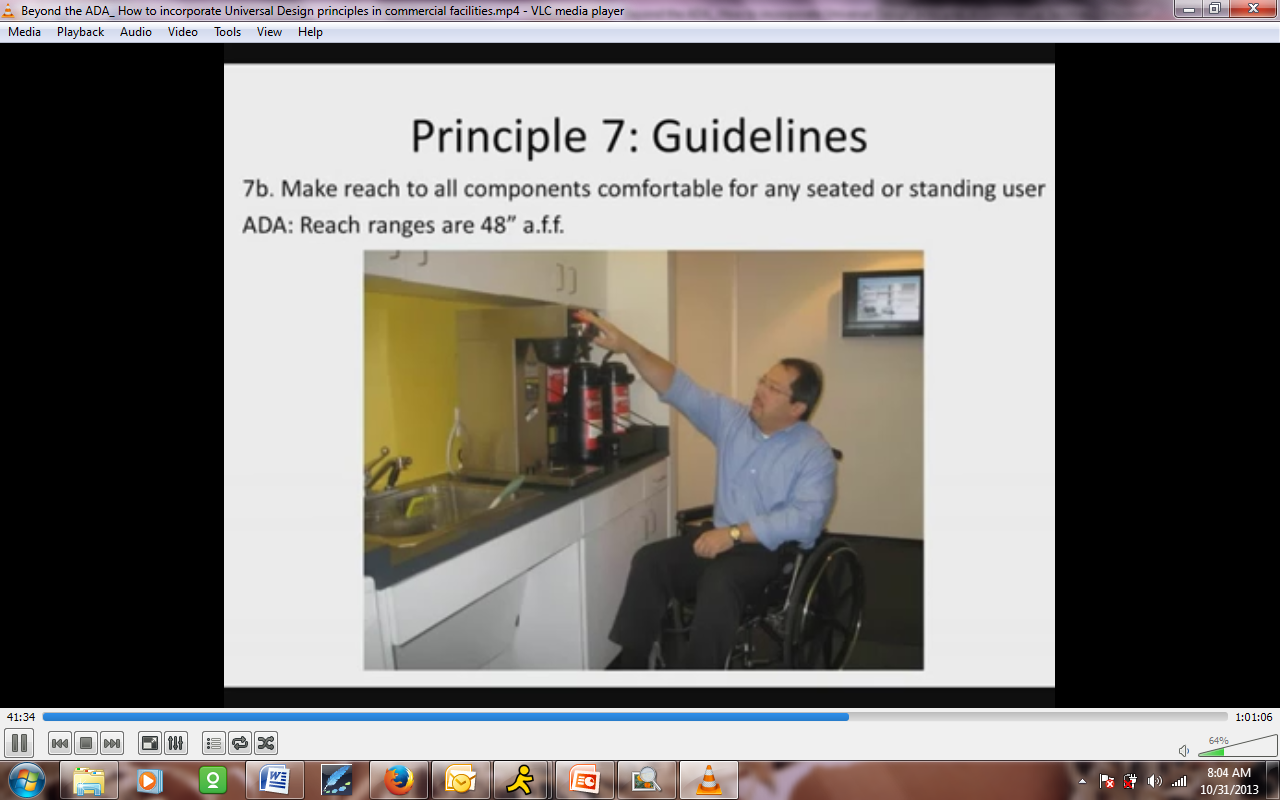 Beyond the ADA_ How to incorporate Universal Design principles in commercial facilities.mp4 - VLC media player
Media Playback Audio Video Tools View Help
Principle 7: Guidelines
7b. Make reach to all components comfortable for any seated or standing user
ADA: Reach ranges are 48" a.f.f.
41:34
1:01:06
64%
8:04 AM
10/31/2013